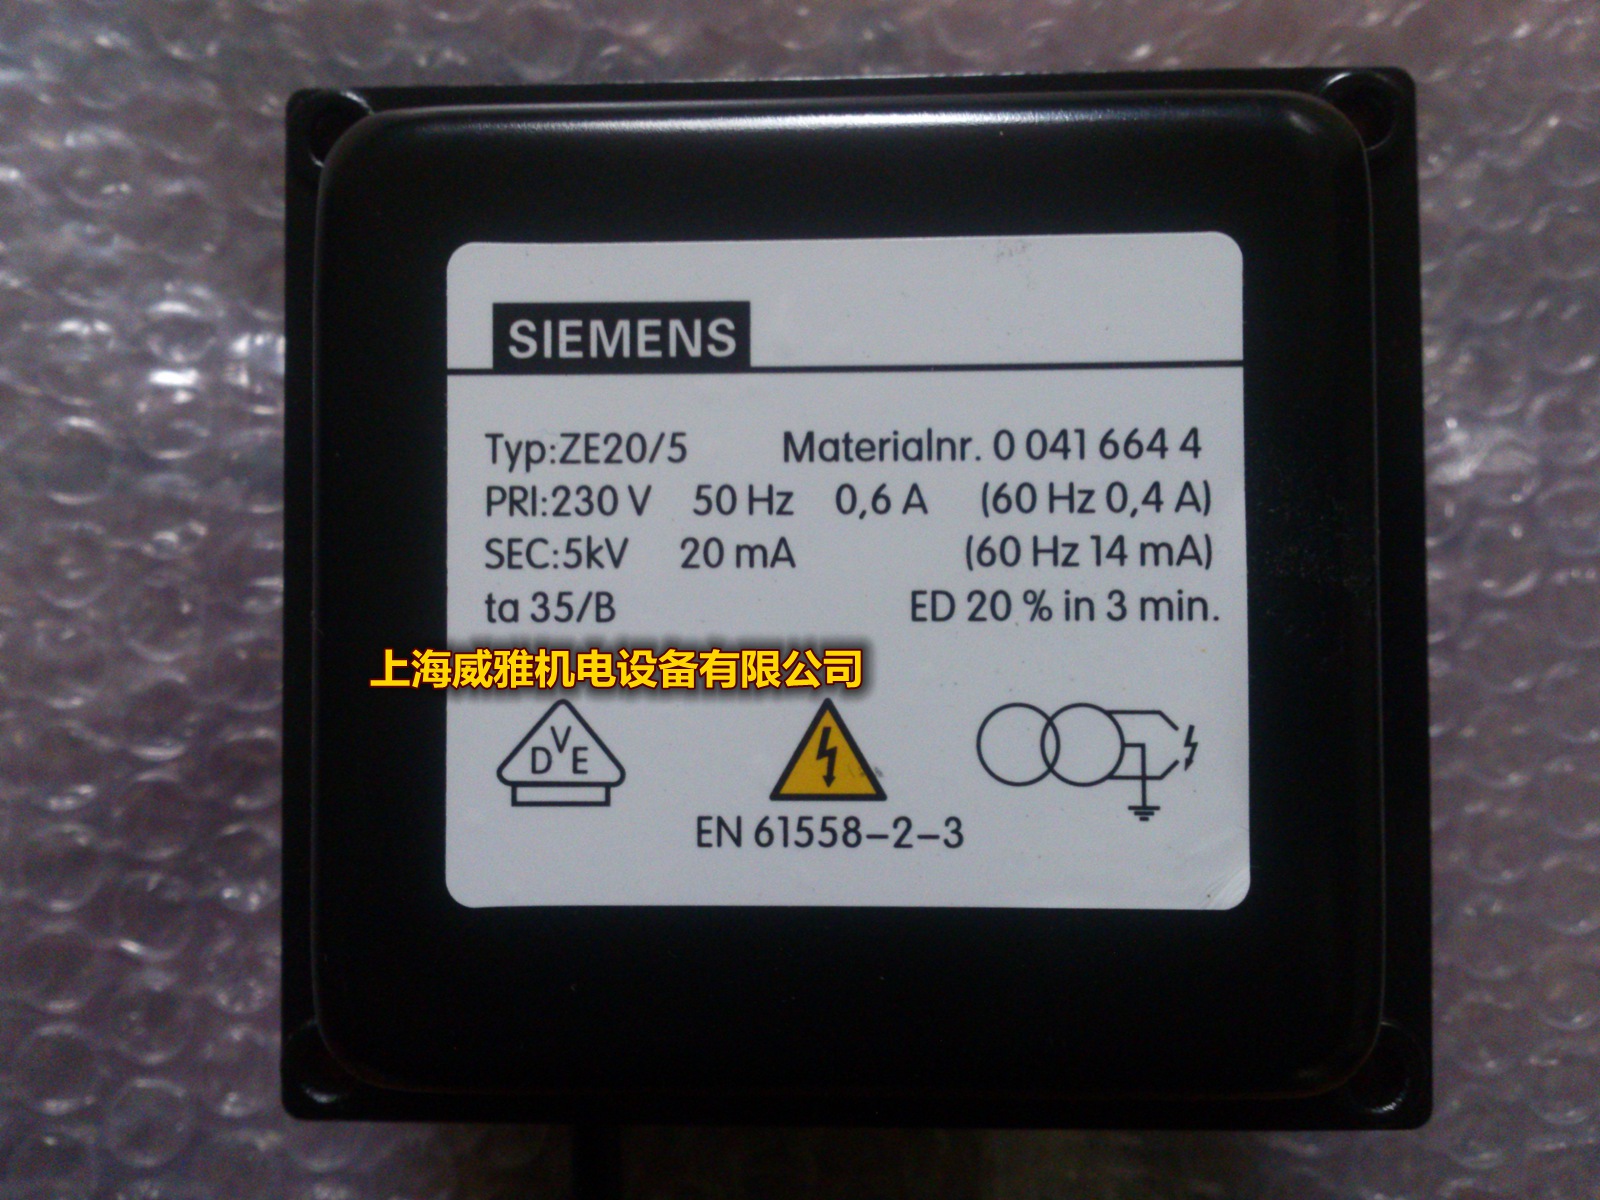 SIEMENS
Typ:ZE20/5 Materialnr. 0 041 664 4
PRI:230 V 50 Hz 0,6 A (60 Hz 0,4 A)
SEC:5kV 20 mA (60 Hz 14 mA)
ta 35/B ED 20 % in 3 min.
上海威雅机电设备有限公司
DVE
EN 61558-2-3